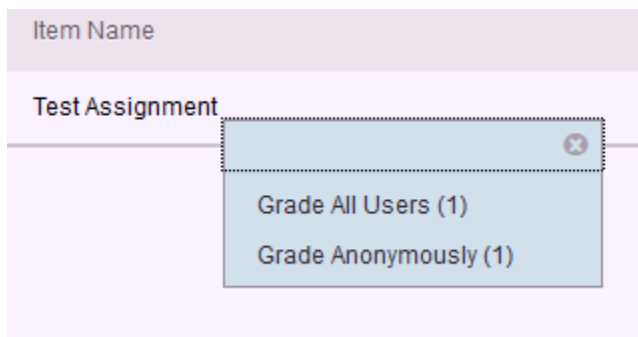 Item Name
Test Assignment
Grade All Users (1)
Grade Anonymously (1)